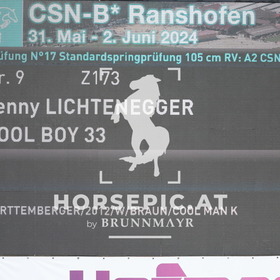 CSN-B* Ranshofen
31. Mai - 2. Juni 2024
üfung N°17 Standardspringprüfung 105 cm RV: A2 CSN
r. 9 Z173
enny LICHTENEGGER
OOL BOY 33
HORSEPIC.AT
RTTEMBERGER/2012/W/BRAUN/COOL MAN K
by BRUNNMAYR